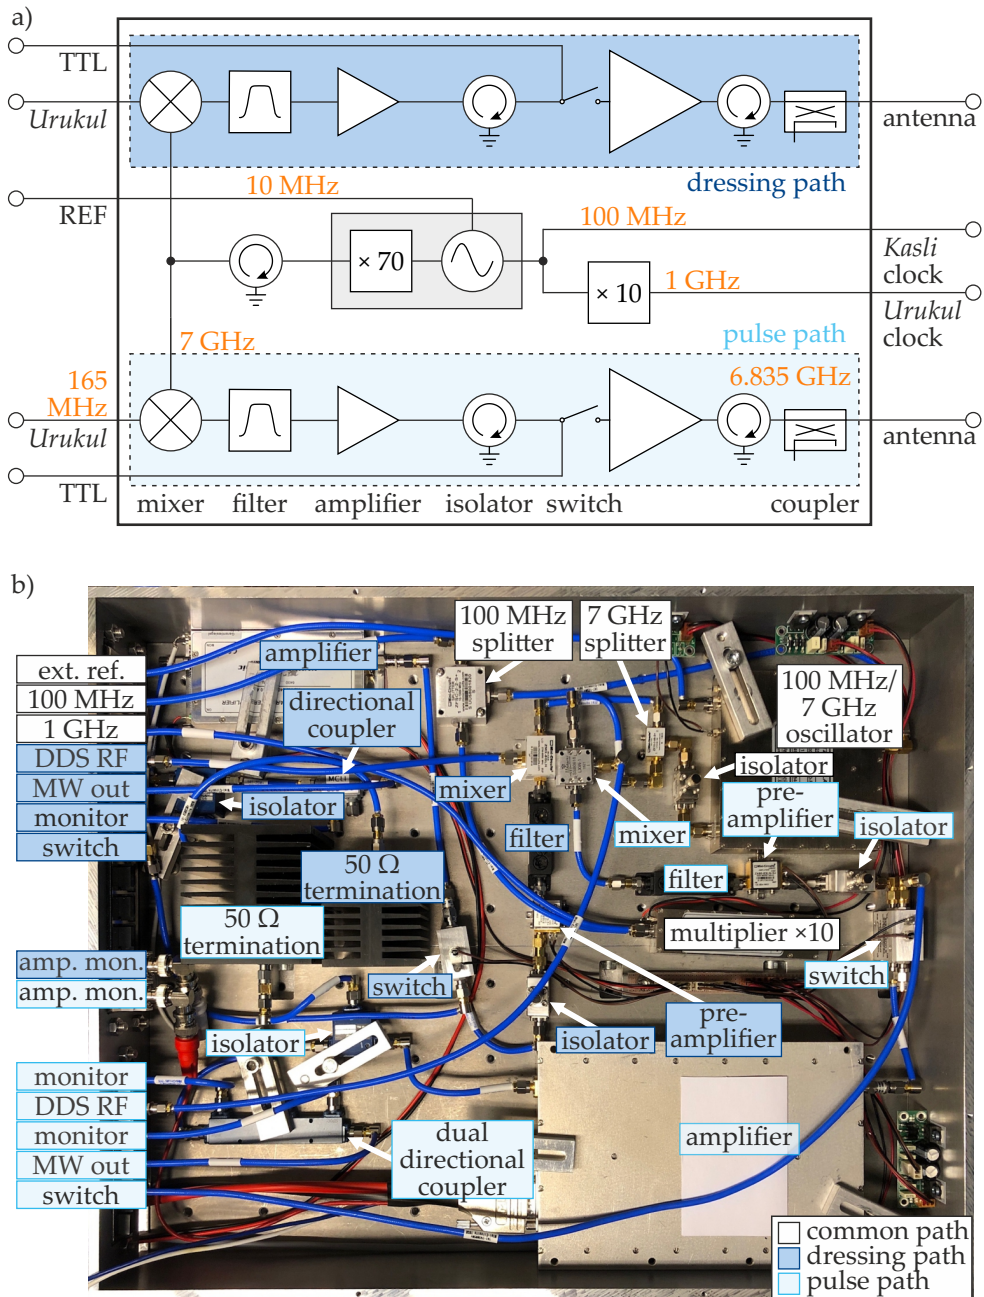 a)
TTL
Urukul
antenna
dressing path
10 MHz
REF
100 MHz
Kasli
clock
× 70
× 10
1 GHz
Urukul
clock
7 GHz
pulse path
165
MHz
6.835 GHz
Urukul
antenna
TTL
mixer filter amplifier isolator switch coupler
b)
100 MHz
splitter
7 GHz
splitter
ext. ref.
amplifier
100 MHz
directional
coupler
100 MHz/
7 GHz
oscillator
1 GHz
DDS RF
MW out
MC11
mixer
isolator
pre-
amplifier
isolator
monitor
isolator
switch
filter
mixer
50 Ω
termination
filter
50 Ω
termination
multiplier ×10
amp. mon.
switch
switch
amp. mon.
isolator
isolator
pre-
amplifier
monitor
DDS RF
monitor
dual
directional
coupler
amplifier
MW out
switch
common path
dressing path
pulse path